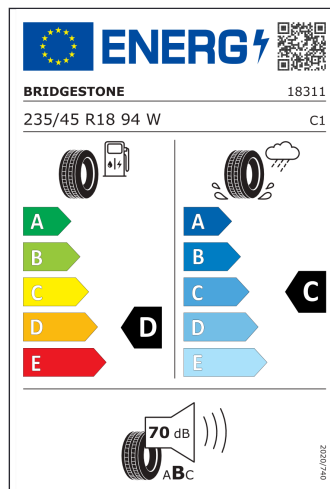 ENERG
BRIDGESTONE 18311
235/45 R18 94 W C1
A A
B B
C C C
D D D
E E
70 dB
ABC
2020/740